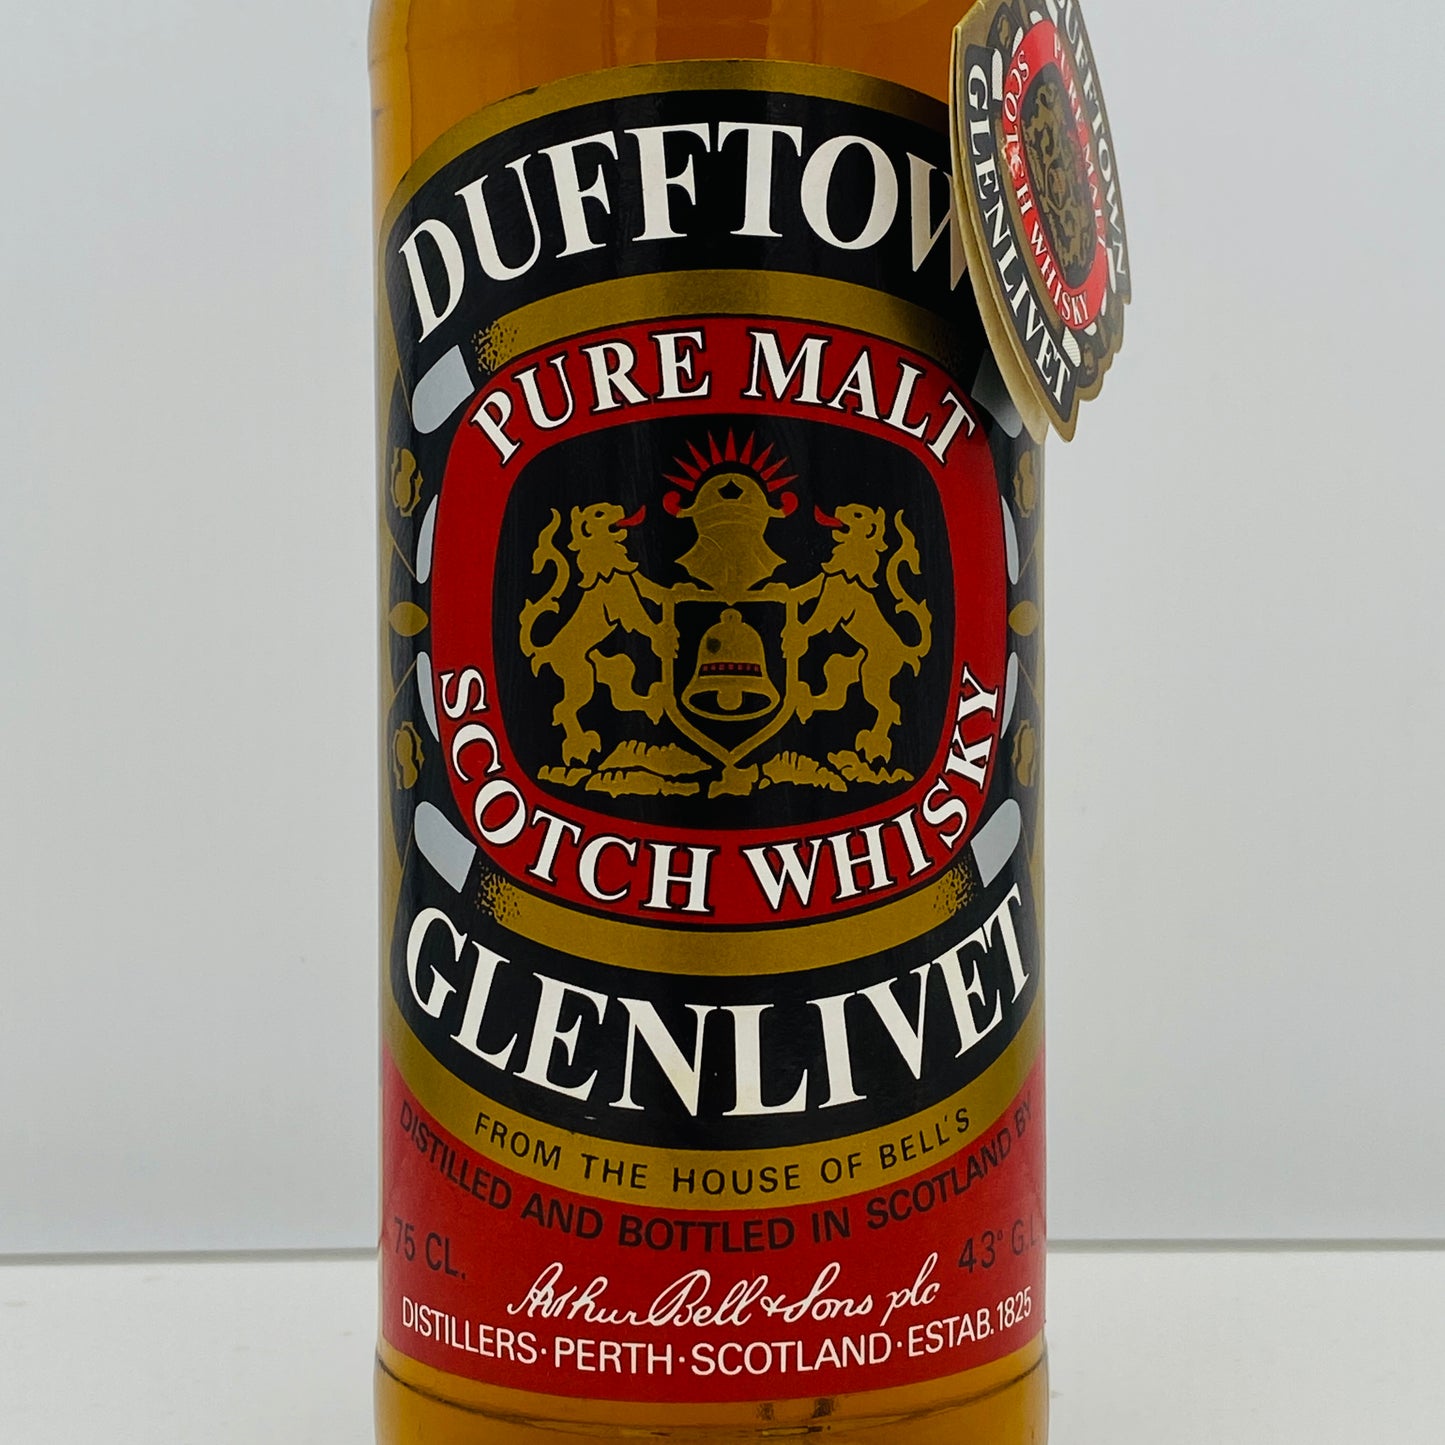 DUFFTOWN
PURE MALT
SCOTCH WHISKY
GLENLIVET
FROM THE HOUSE OF BELL'S
DISTILLED AND BOTTLED IN SCOTLAND BY
75 CL.
43° G.L
Arthur Bell & Sons plc
DISTILLERS·PERTH·SCOTLAND·ESTAB.1825
DUFFTOWN
PURE MALT
SCOTCH WHISKY
GLENLIVET